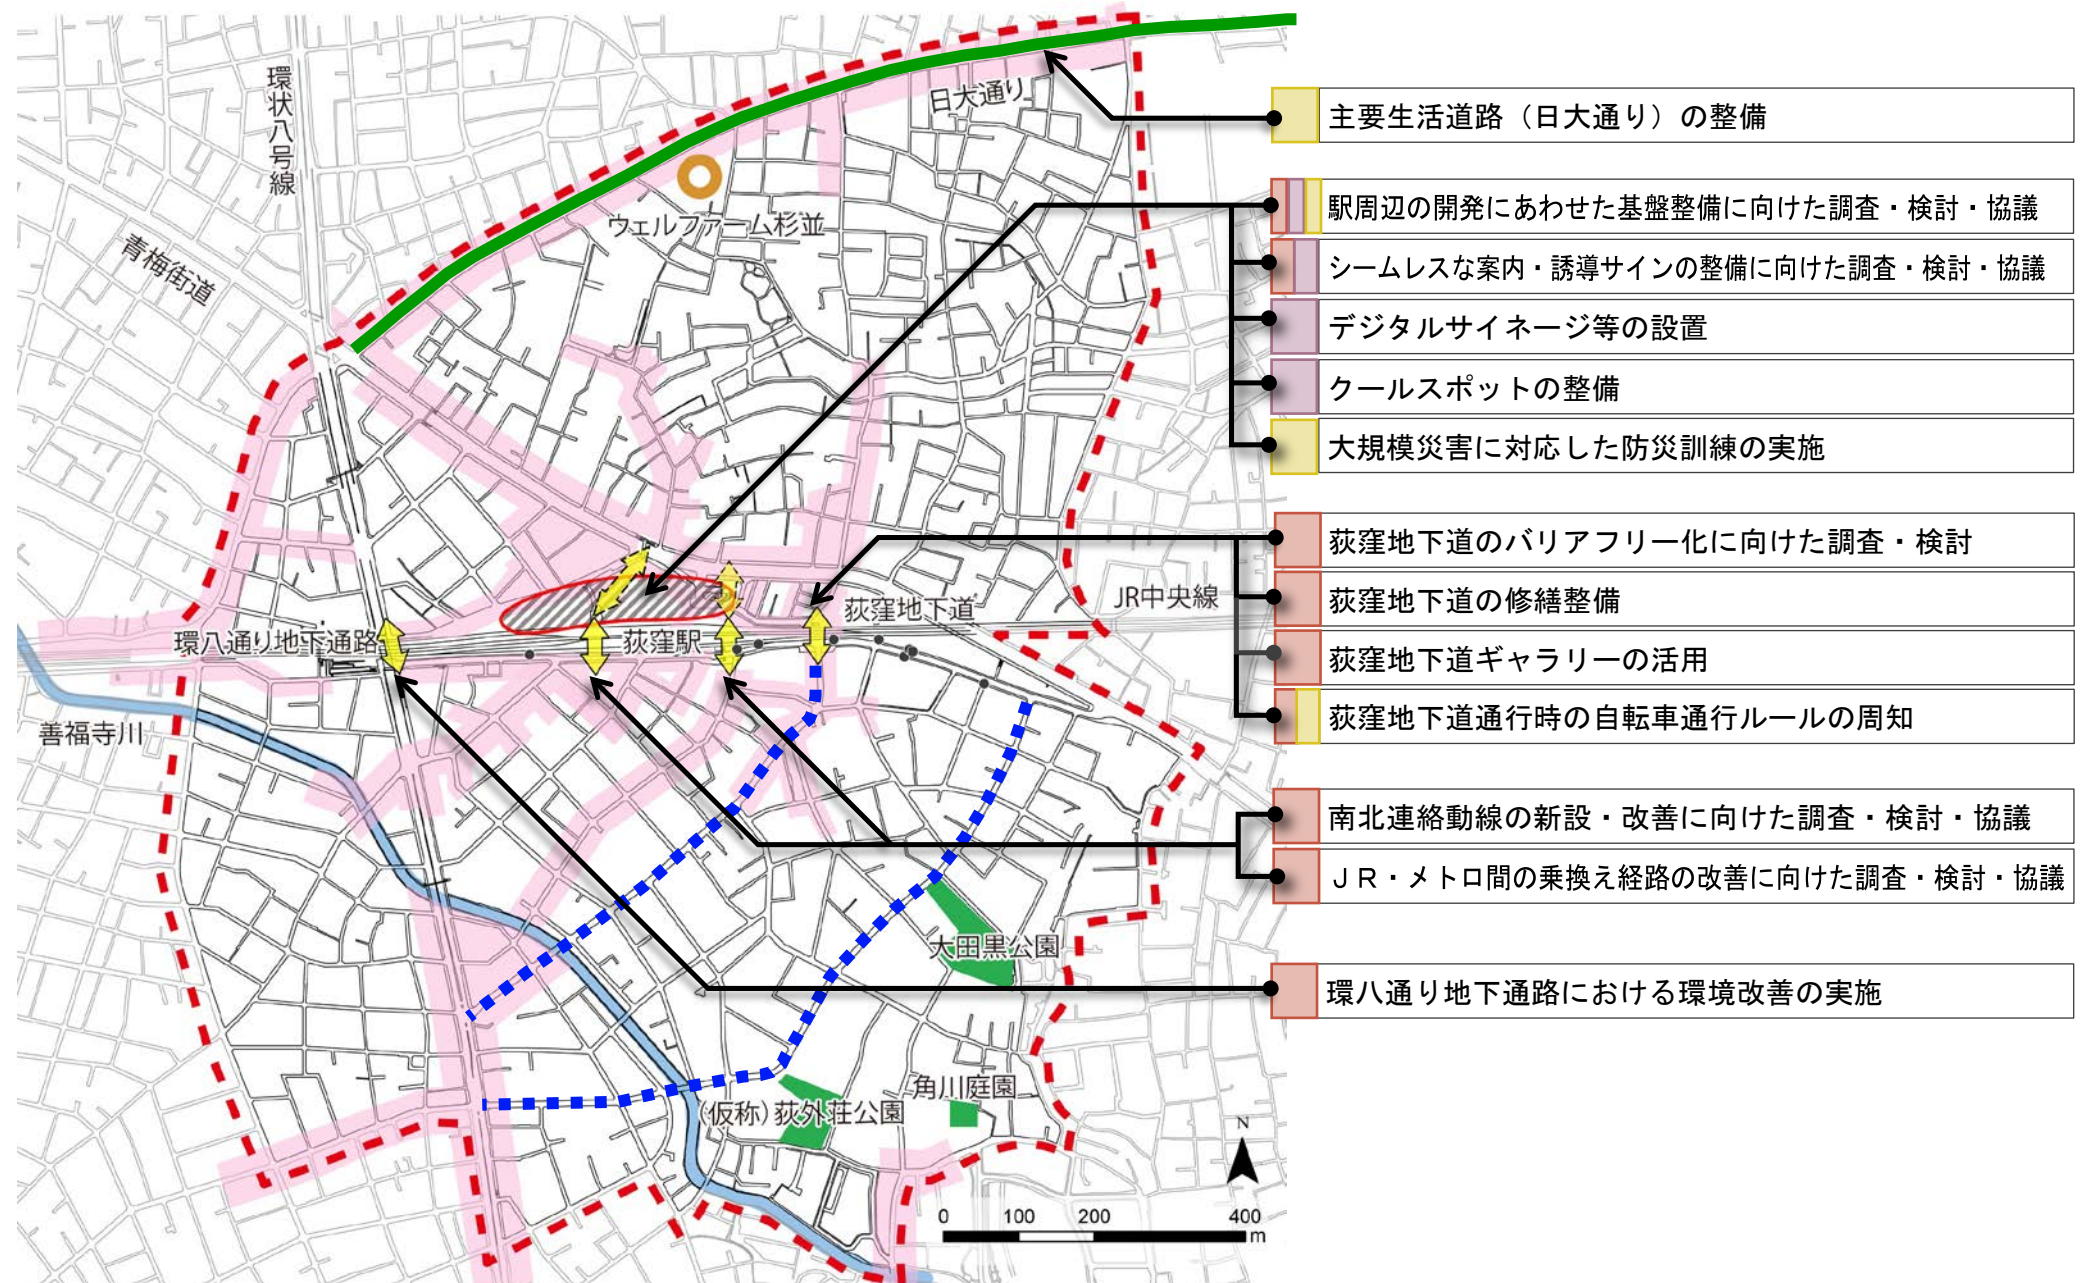 環状八号線
青梅街道
日大通り
ウェルファーム杉並
環八通り地下通路
荻窪駅
荻窪地下道
JR中央線
善福寺川
大田黒公園
角川庭園
(仮称)荻外荘公園
N
0 100 200 400
m
主要生活道路（日大通り）の整備
駅周辺の開発にあわせた基盤整備に向けた調査・検討・協議
シームレスな案内・誘導サインの整備に向けた調査・検討・協議
デジタルサイネージ等の設置
クールスポットの整備
大規模災害に対応した防災訓練の実施
荻窪地下道のバリアフリー化に向けた調査・検討
荻窪地下道の修繕整備
荻窪地下道ギャラリーの活用
荻窪地下道通行時の自転車通行ルールの周知
南北連絡動線の新設・改善に向けた調査・検討・協議
ＪＲ・メトロ間の乗換え経路の改善に向けた調査・検討・協議
環八通り地下通路における環境改善の実施